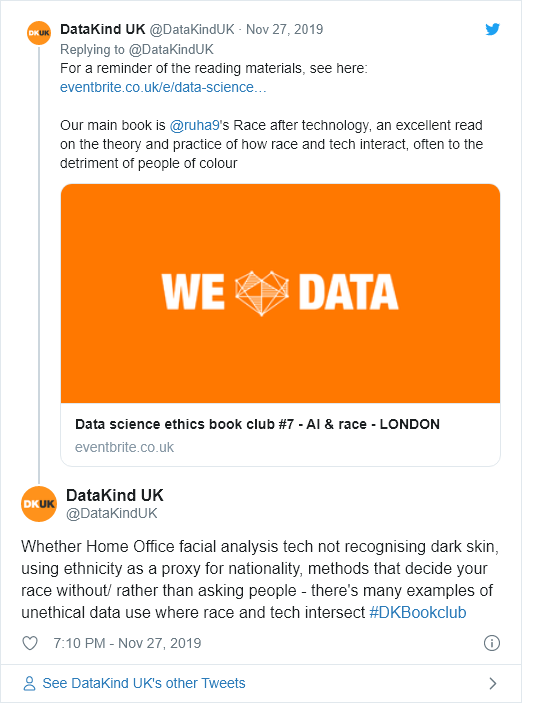 DKUK
DataKind UK @DataKindUK · Nov 27, 2019
Replying to @DataKindUK
For a reminder of the reading materials, see here:
eventbrite.co.uk/e/data-science…
Our main book is @ruha9's Race after technology, an excellent read
on the theory and practice of how race and tech interact, often to the
detriment of people of colour
WE DATA
Data science ethics book club #7 - AI & race - LONDON
eventbrite.co.uk
DKUK
DataKind UK
@DataKindUK
Whether Home Office facial analysis tech not recognising dark skin,
using ethnicity as a proxy for nationality, methods that decide your
race without/ rather than asking people - there's many examples of
unethical data use where race and tech intersect #DKBookclub
7:10 PM - Nov 27, 2019
See DataKind UK's other Tweets